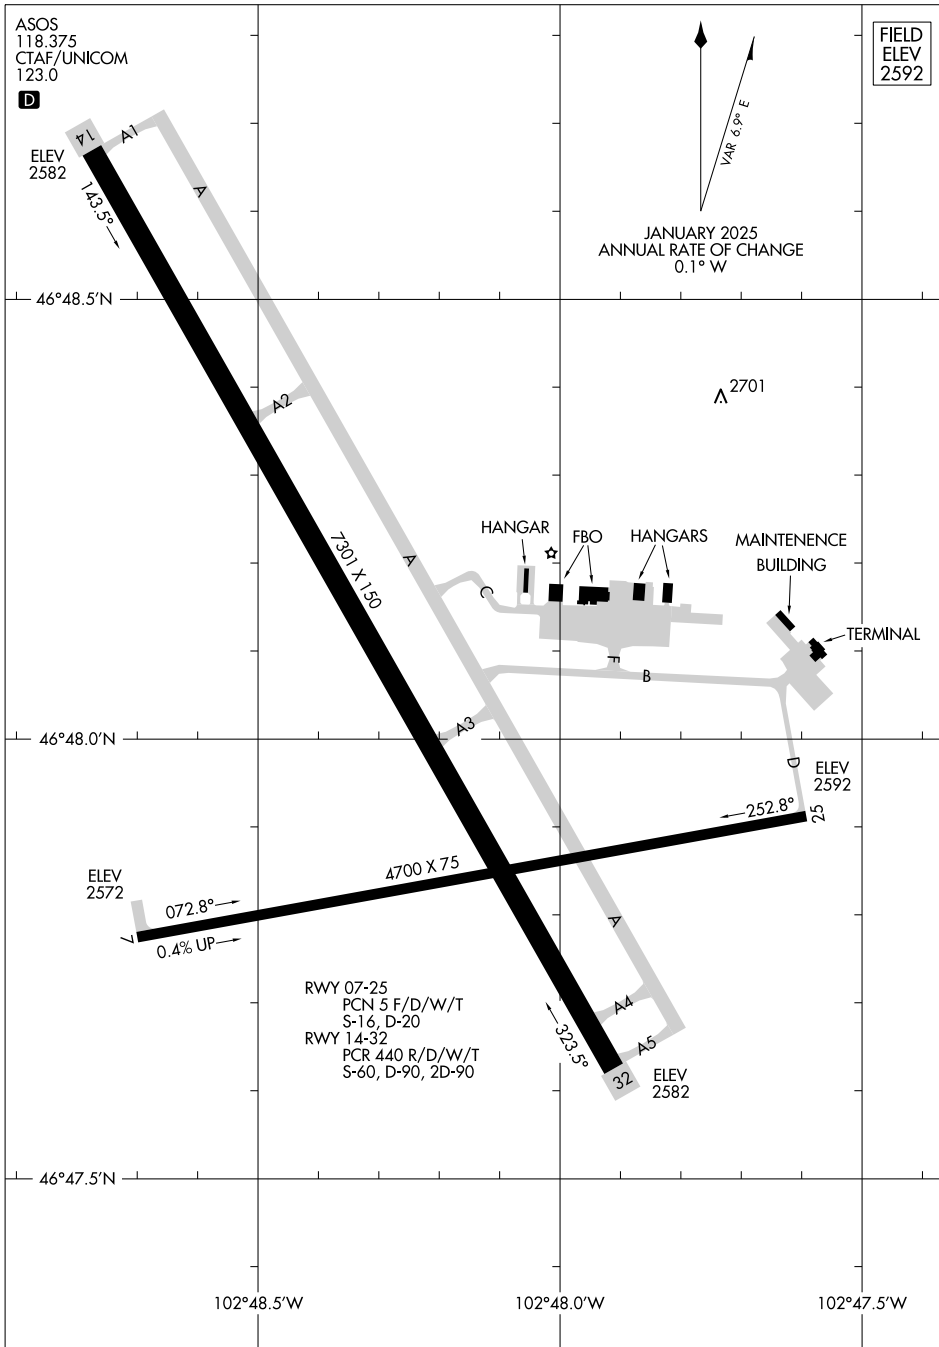 ASOS
118.375
CTAF/UNICOM
123.0
D
FIELD
ELEV
2592
VAR 6.9° E
JANUARY 2025
ANNUAL RATE OF CHANGE
0.1° W
14
A1
ELEV
2582
143.5°
A
46°48.5'N
2701
A2
7301 X 150
A
HANGAR
FBO
HANGARS
MAINTENENCE
BUILDING
C
TERMINAL
F
B
A3
46°48.0'N
D
ELEV
2592
252.8°
25
4700 X 75
ELEV
2572
072.8°
7
0.4% UP
A
RWY 07-25
PCN 5 F/D/W/T
S-16, D-20
RWY 14-32
PCR 440 R/D/W/T
S-60, D-90, 2D-90
A4
323.5°
A5
32
ELEV
2582
46°47.5'N
102°48.5'W
102°48.0'W
102°47.5'W